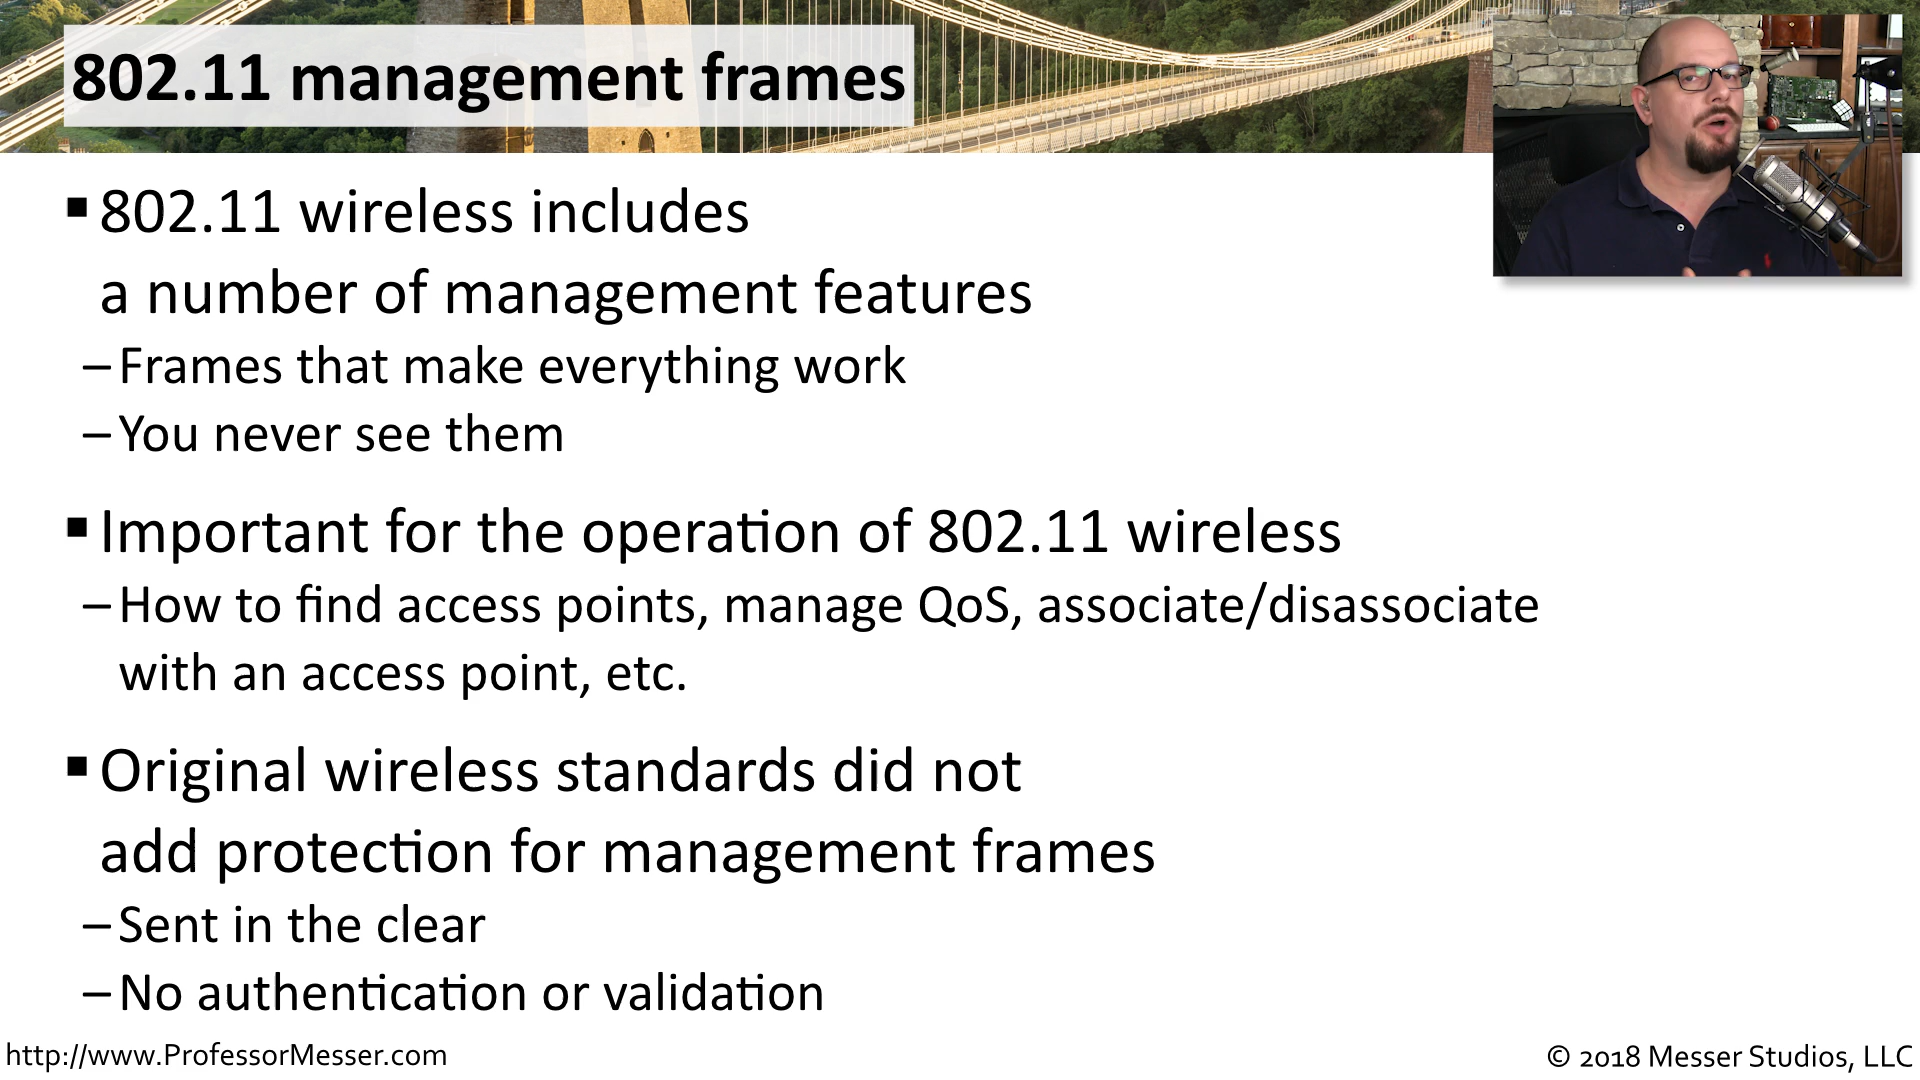 802.11 management frames
▪802.11 wireless includes
a number of management features
–Frames that make everything work
–You never see them
▪Important for the operation of 802.11 wireless
–How to find access points, manage QoS, associate/disassociate
with an access point, etc.
▪Original wireless standards did not
add protection for management frames
–Sent in the clear
–No authentication or validation
http://www.ProfessorMesser.com
© 2018 Messer Studios, LLC